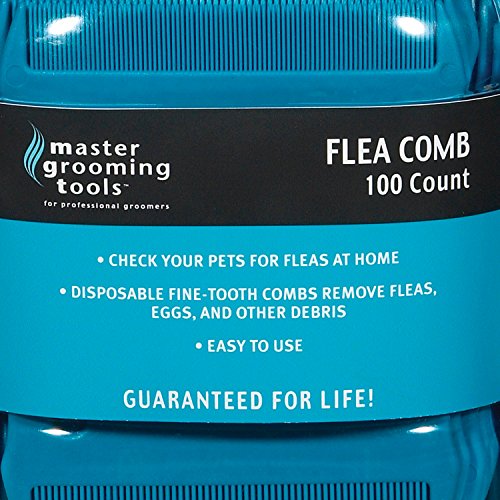 master
grooming
tools™
for professional groomers
FLEA COMB
100 Count
• CHECK YOUR PETS FOR FLEAS AT HOME
• DISPOSABLE FINE-TOOTH COMBS REMOVE FLEAS,
EGGS, AND OTHER DEBRIS
• EASY TO USE
GUARANTEED FOR LIFE!